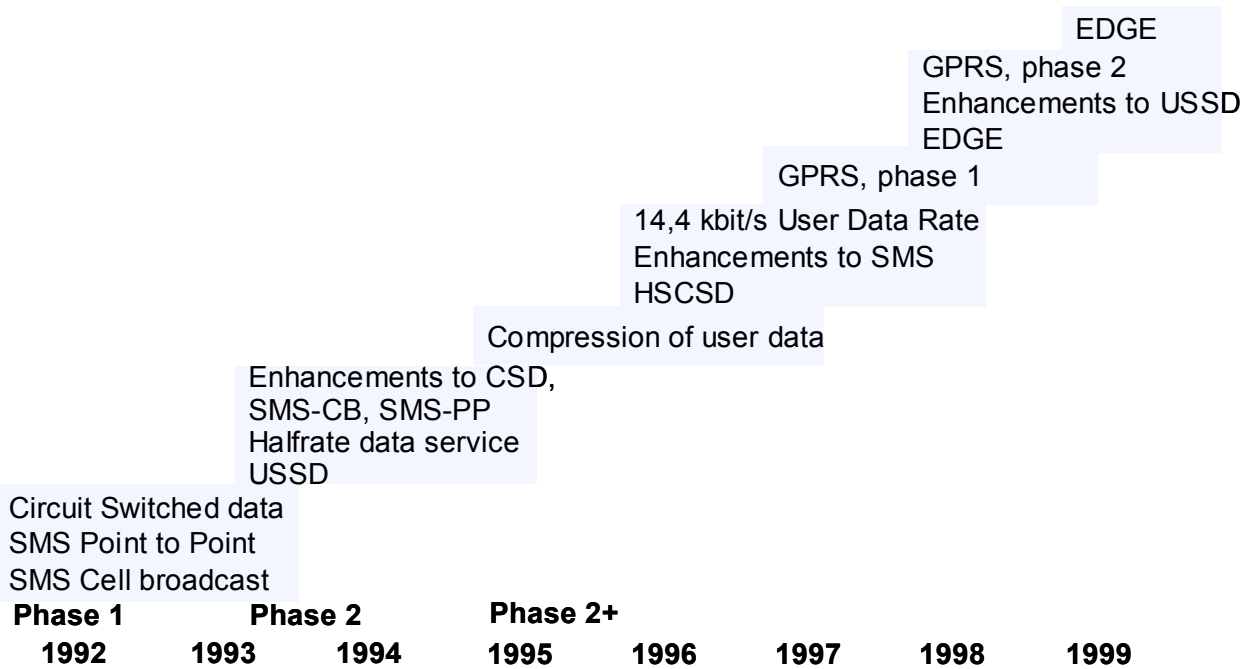 EDGE
GPRS, phase 2
Enhancements to USSD
EDGE
GPRS, phase 1
14,4 kbit/s User Data Rate
Enhancements to SMS
HSCSD
Compression of user data
Enhancements to CSD,
SMS-CB, SMS-PP
Halfrate data service
USSD
Circuit Switched data
SMS Point to Point
SMS Cell broadcast
Phase 1 Phase 2 Phase 2+
1992 1993 1994 1995 1996 1997 1998 1999